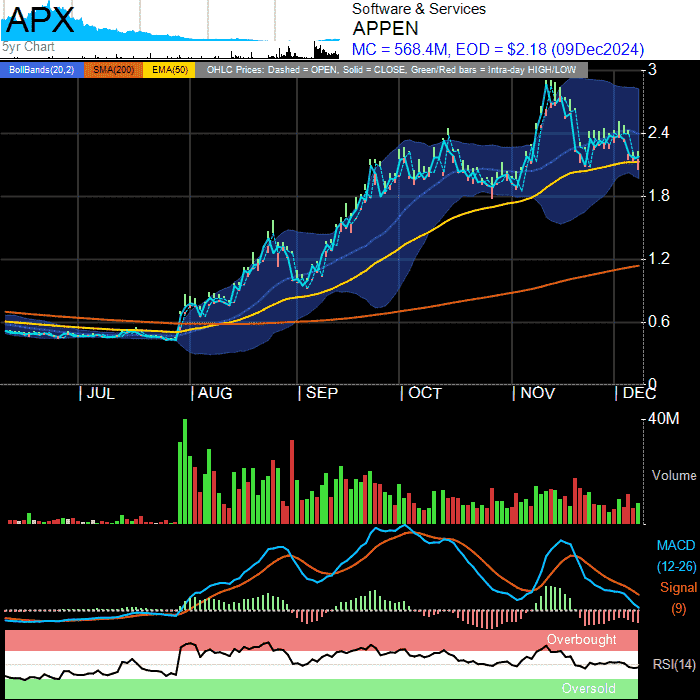 APX
5yr Chart
Software & Services
APPEN
MC = 568.4M, EOD = $2.18 (09Dec2024)
BollBands(20,2) SMA(200) EMA(50) OHLC Prices: Dashed = OPEN, Solid = CLOSE, Green/Red bars = Intra-day HIGH/LOW
3
2.4
1.8
1.2
0.6
0
| JUL | AUG | SEP | OCT | NOV | DEC
40M
Volume
MACD
(12-26)
Signal
(9)
Overbought
RSI(14)
Oversold